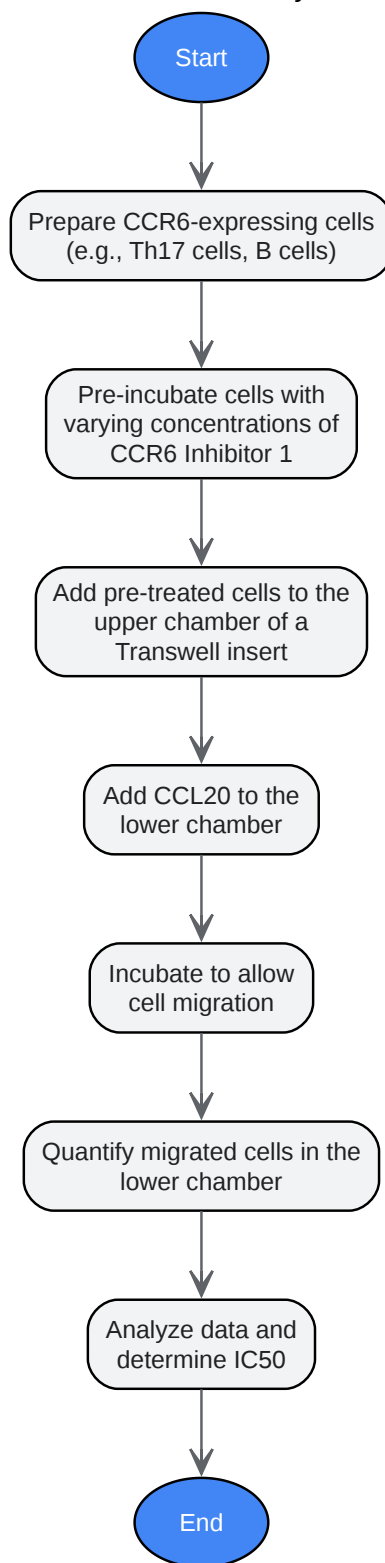 Start
Prepare CCR6-expressing cells
(e.g., Th17 cells, B cells)
Pre-incubate cells with
varying concentrations of
CCR6 Inhibitor 1
Add pre-treated cells to the
upper chamber of a
Transwell insert
Add CCL20 to the
lower chamber
Incubate to allow
cell migration
Quantify migrated cells in the
lower chamber
Analyze data and
determine IC50
End